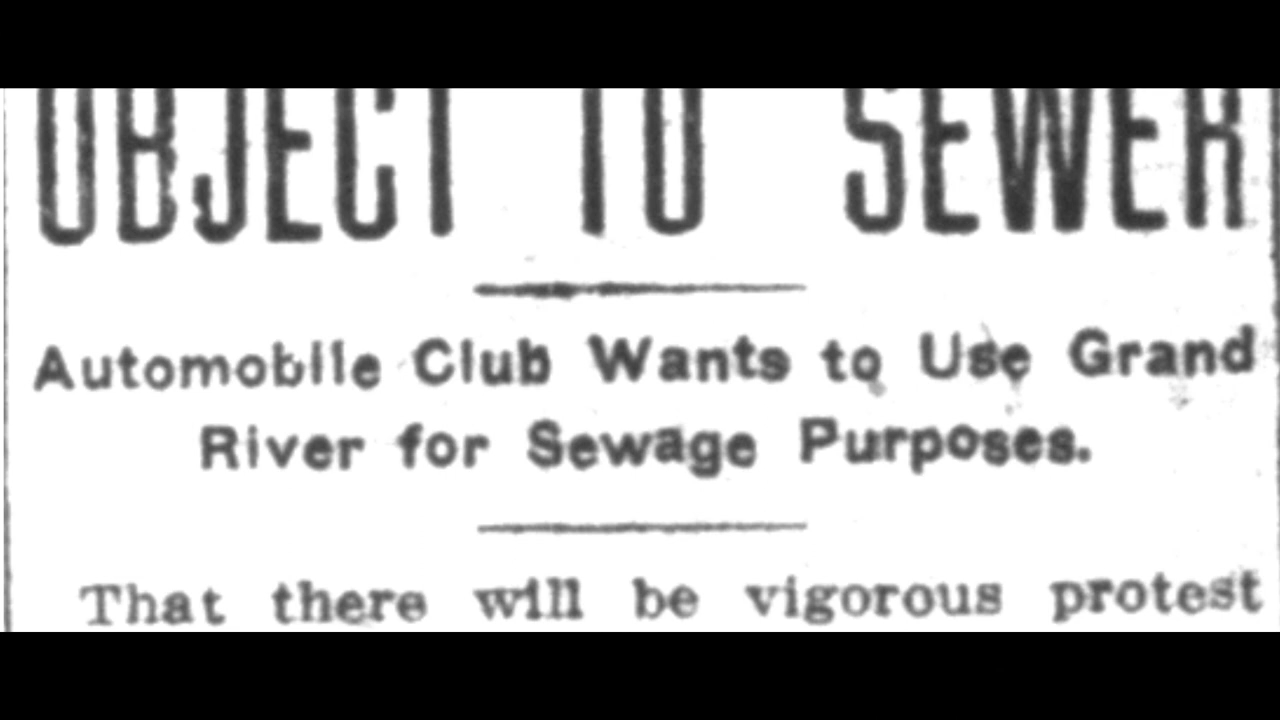 OBJECT TO SEWER
Automobile Club Wants to Use Grand
River for Sewage Purposes.
That there will be vigorous protest